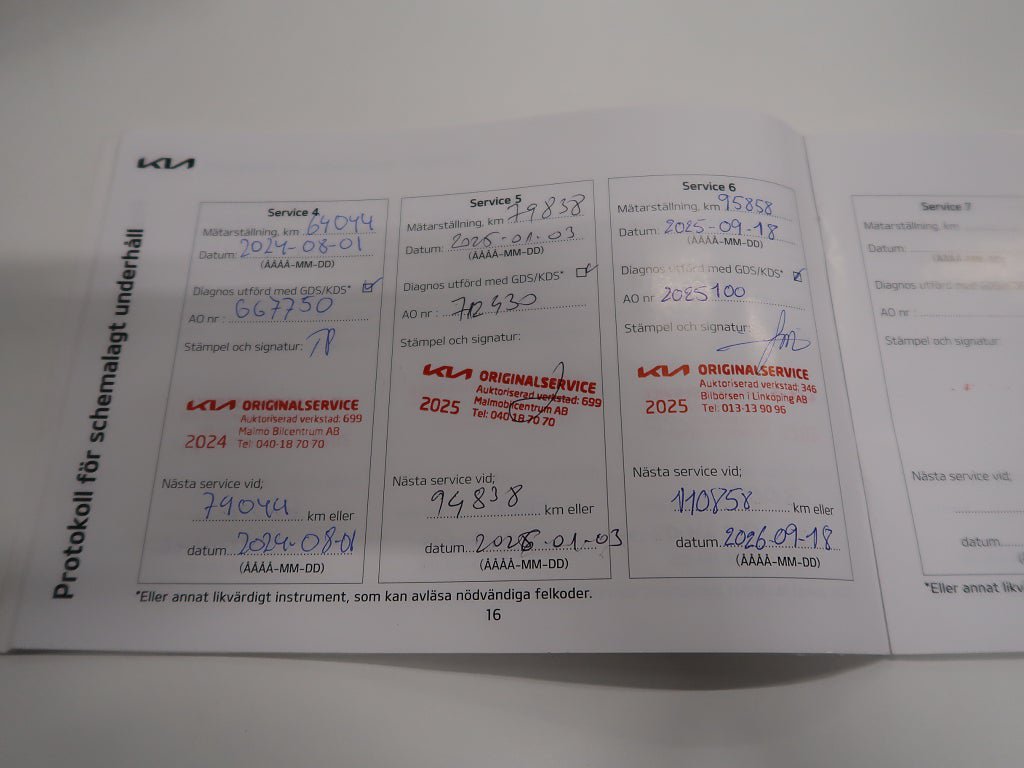 KIA
Protokoll för schemalagt underhåll
Service 4
Mätarställning, km 64044
Datum: 2024-08-01
(ÅÅÅÅ-MM-DD)
Diagnos utförd med GDS/KDS*
AO nr : 667750
Stämpel och signatur:
KIA ORIGINALSERVICE
Auktoriserad verkstad: 699
2024 Malmö Bilcentrum AB
Tel: 040-18 70 70
Nästa service vid;
79044 km eller
datum 2024-08-01
(ÅÅÅÅ-MM-DD)
Service 5
Mätarställning, km 79838
Datum: 2025-01-03
(ÅÅÅÅ-MM-DD)
Diagnos utförd med GDS/KDS*
AO nr : 712430
Stämpel och signatur:
KIA ORIGINALSERVICE
Auktoriserad verkstad: 699
2025 Malmöbilcentrum AB
Tel: 040 18 70 70
Nästa service vid;
94838 km eller
datum 2026-01-03
(ÅÅÅÅ-MM-DD)
Service 6
Mätarställning, km 95858
Datum: 2025-09-18
(ÅÅÅÅ-MM-DD)
Diagnos utförd med GDS/KDS*
AO nr 2025100
Stämpel och signatur:
KIA ORIGINALSERVICE
Auktoriserad verkstad: 346
2025 Bilbörsen i Linköping AB
Tel: 013-13 90 96
Nästa service vid;
110858 km eller
datum 2026-09-18
(ÅÅÅÅ-MM-DD)
*Eller annat likvärdigt instrument, som kan avläsa nödvändiga felkoder.
16
Service 7
Mätarställning, km
Datum:
(ÅÅÅÅ-MM-DD)
Diagnos utförd med
AO nr :
Stämpel och signatur:
Nästa service vid;
datum
*Eller annat